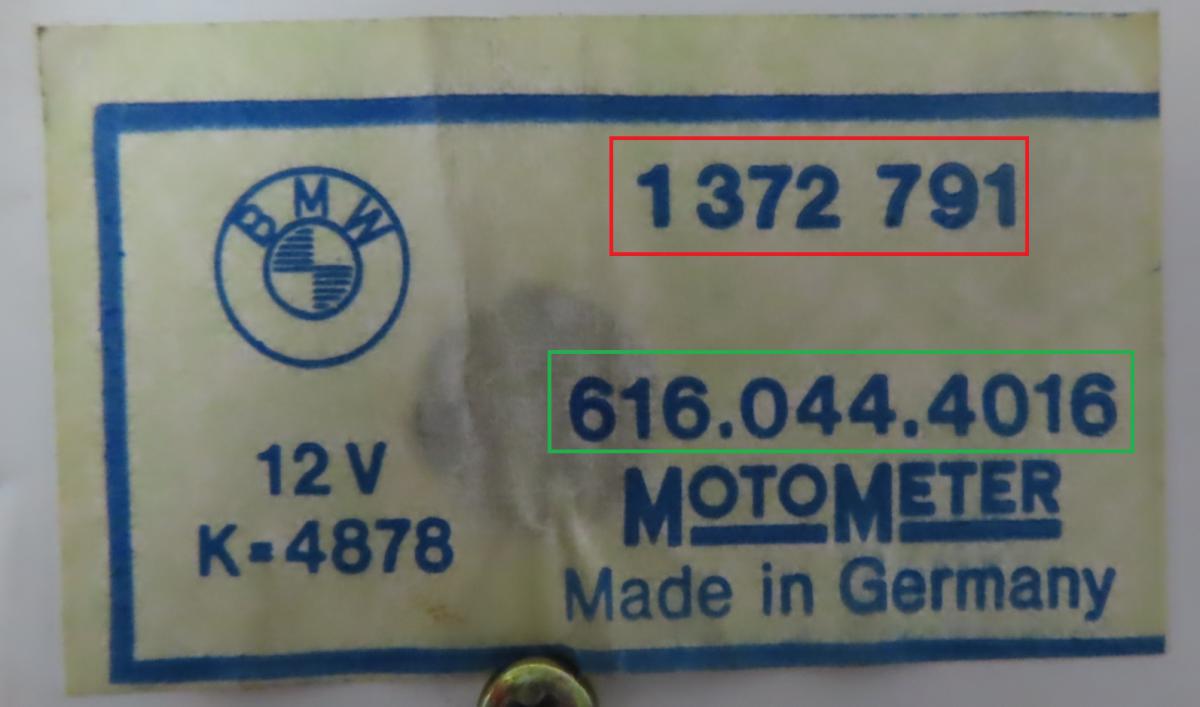 BMW
1 372 791
616.044.4016
12 V
K-4878
MOTOMETER
Made in Germany